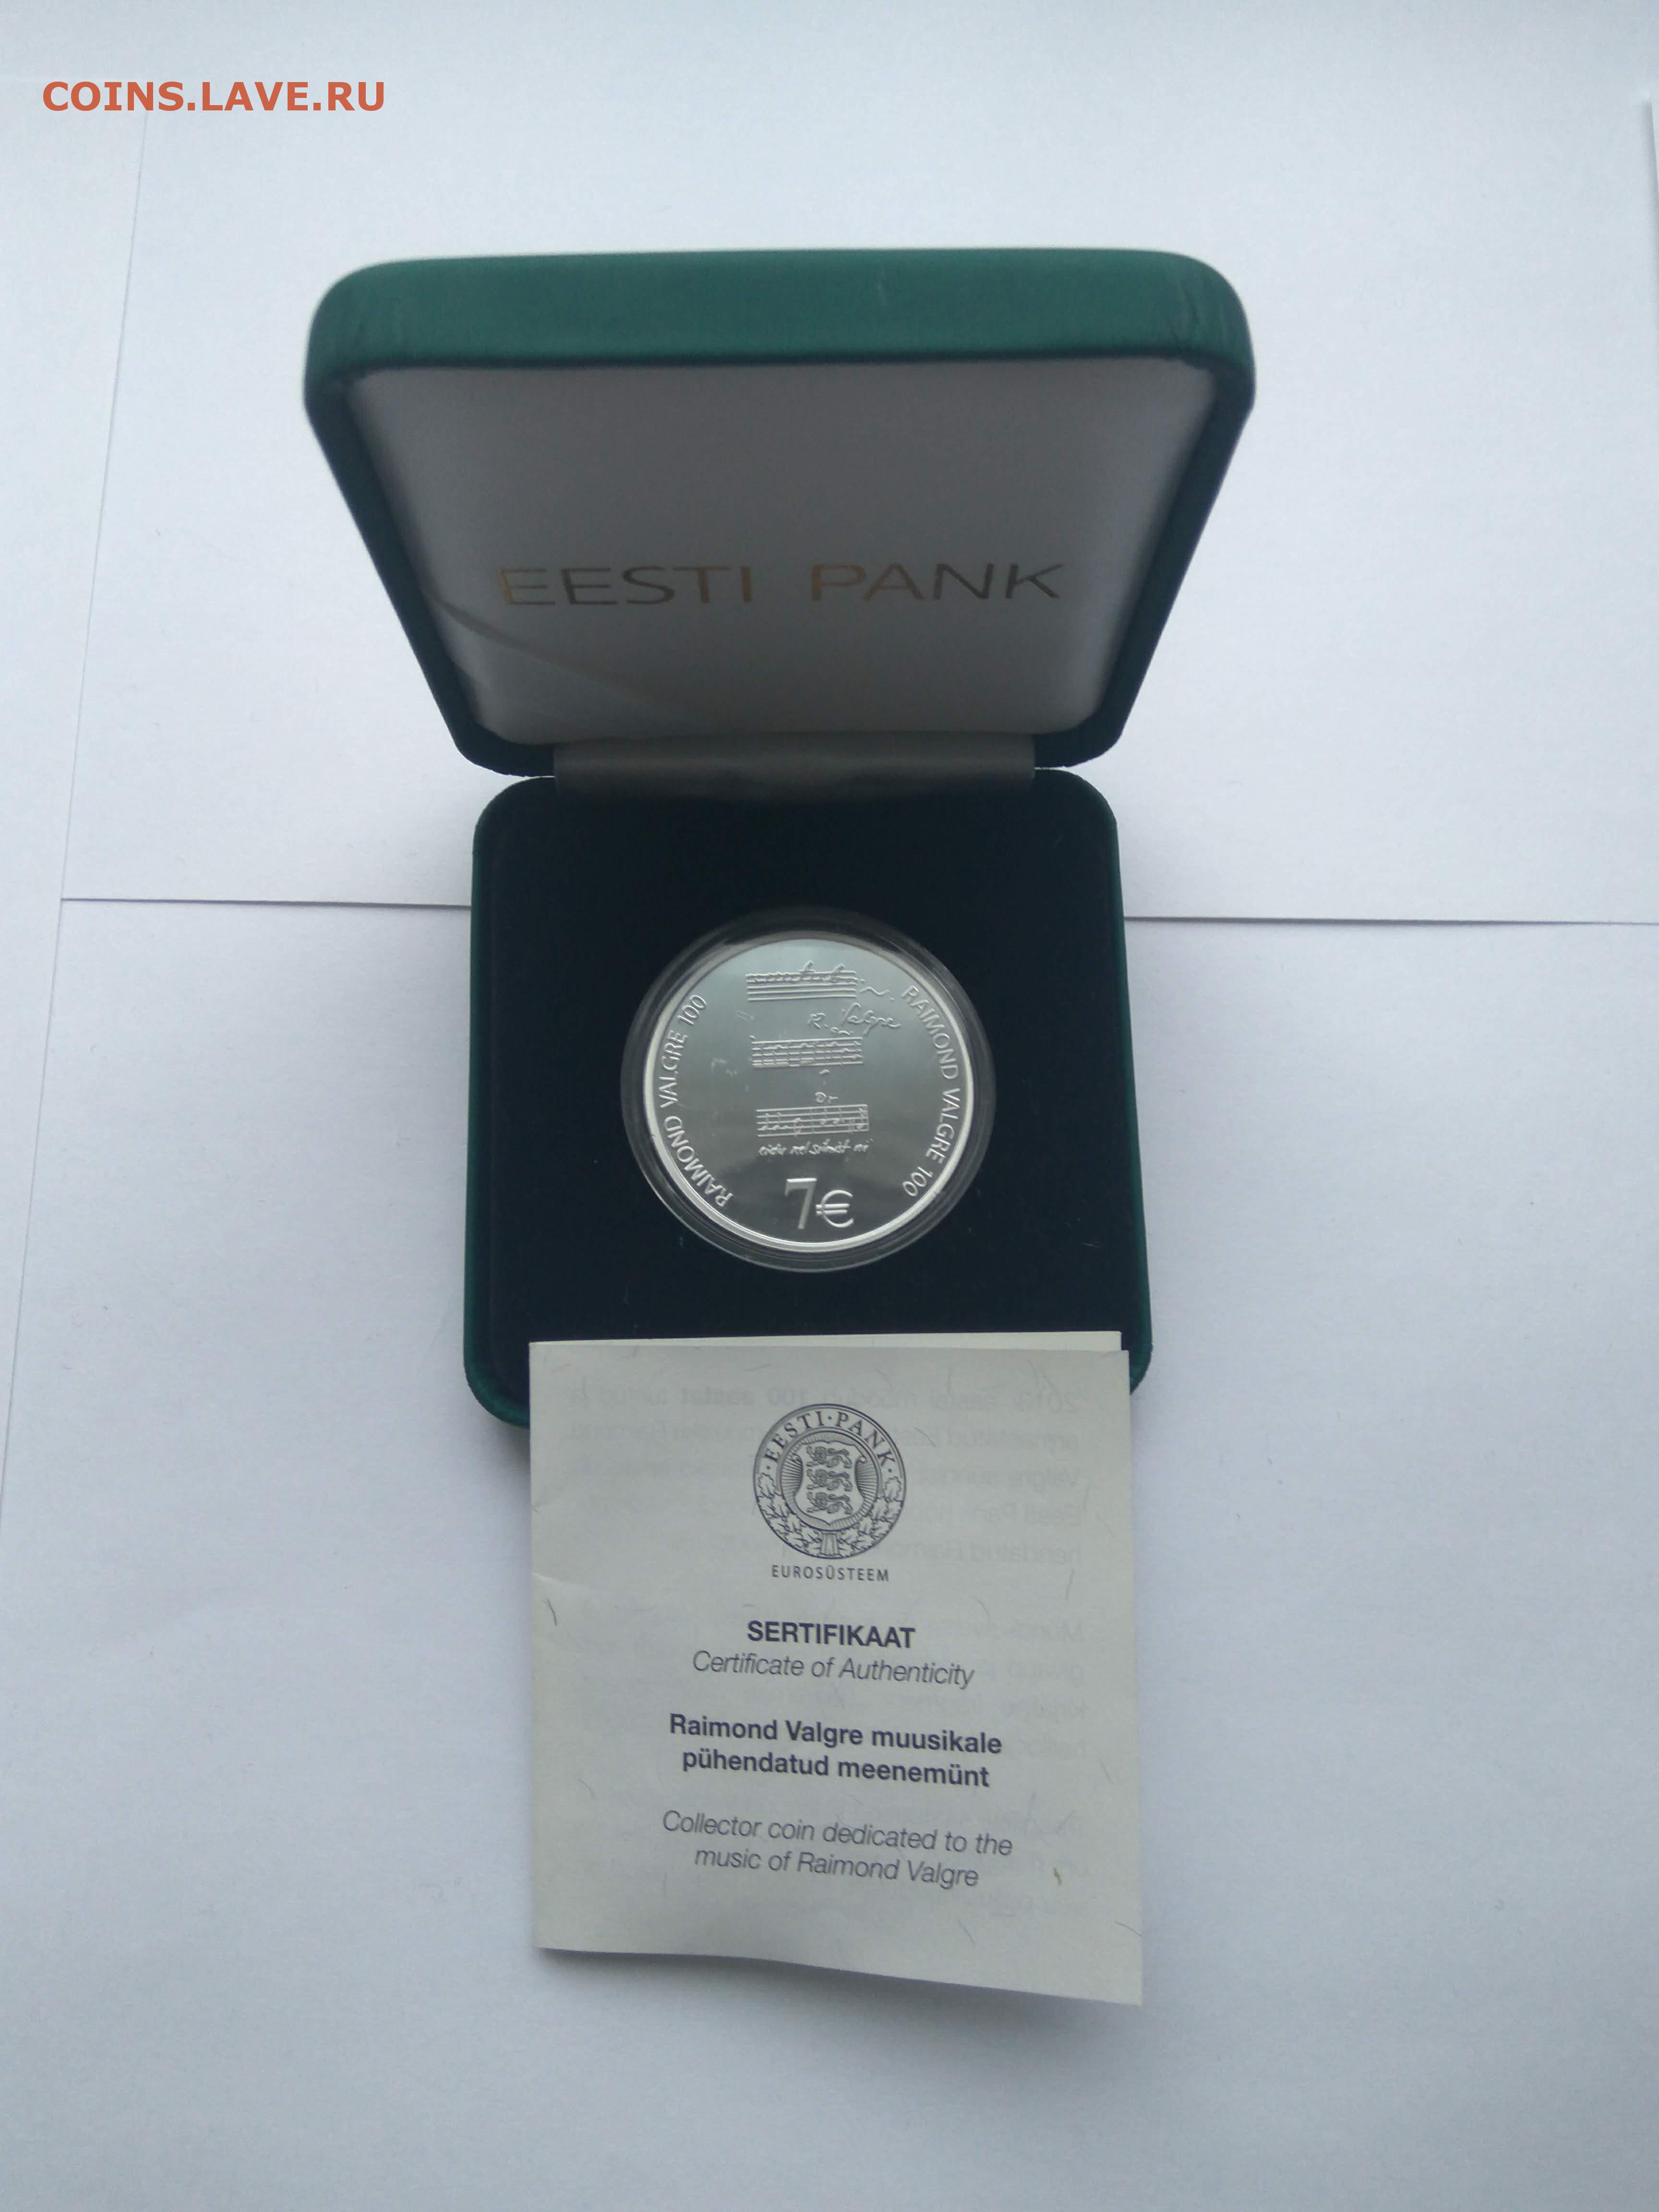 COINS.LAVE.RU
EESTI PANK
RAIMOND VALGRE 100
RAIMOND VALGRE 100
R. Valgre
7€
·EESTI·PANK·
EUROSÜSTEEM
SERTIFIKAAT
Certificate of Authenticity
Raimond Valgre muusikale
pühendatud meenemünt
Collector coin dedicated to the
music of Raimond Valgre